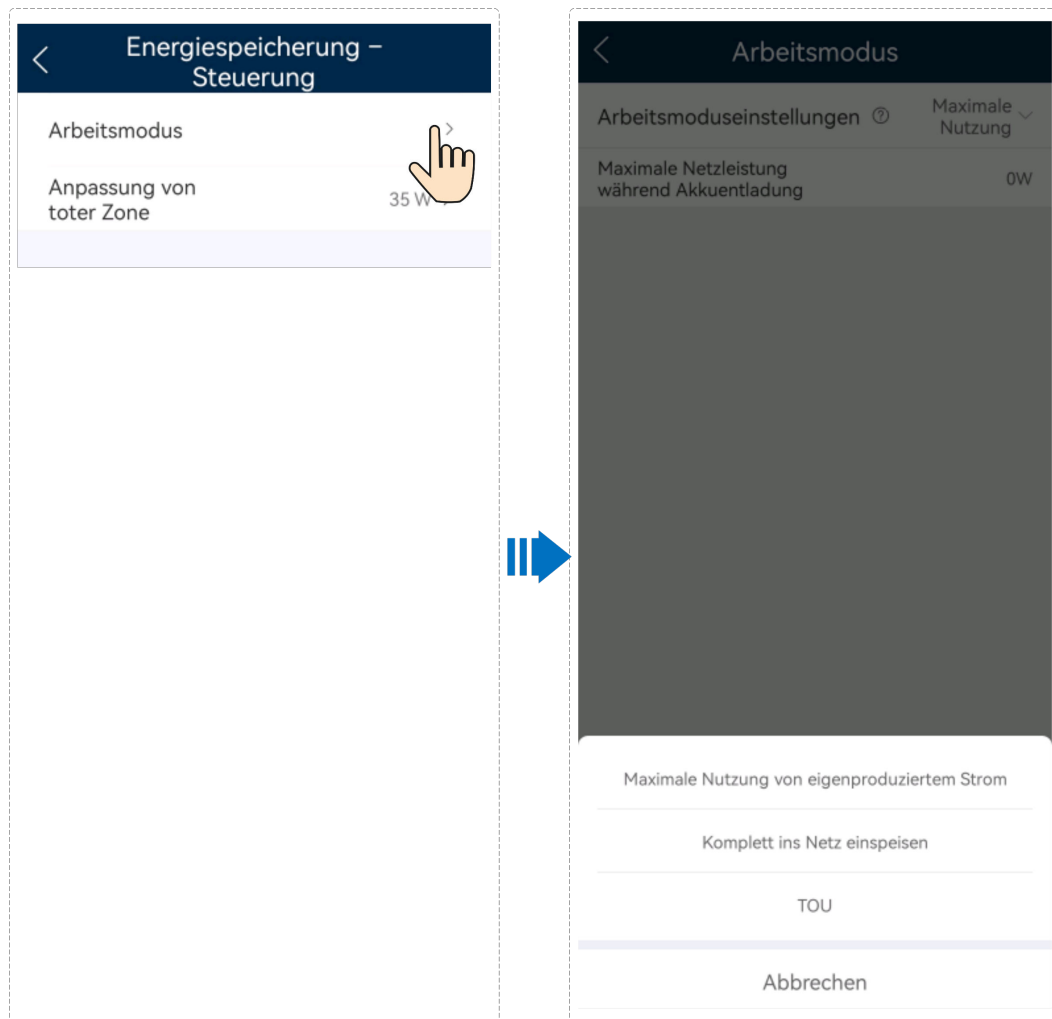 Energiespeicherung –
Steuerung
Arbeitsmodus
Anpassung von
toter Zone
35 W
Arbeitsmodus
Arbeitsmoduseinstellungen
Maximale
Nutzung
Maximale Netzleistung
während Akkuentladung
0W
Maximale Nutzung von eigenproduziertem Strom
Komplett ins Netz einspeisen
TOU
Abbrechen